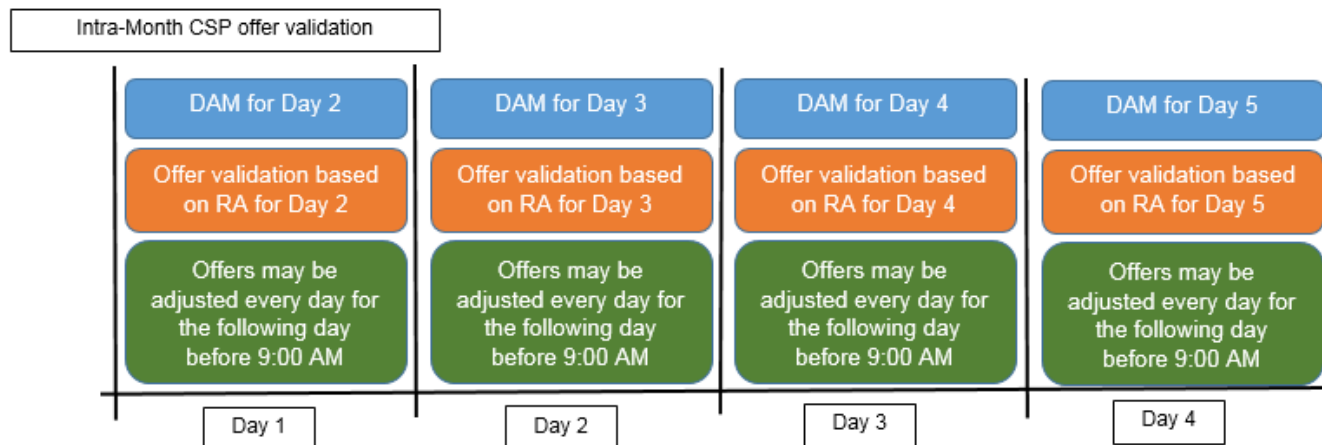 Intra-Month CSP offer validation
DAM for Day 2
DAM for Day 3
DAM for Day 4
DAM for Day 5
Offer validation based
on RA for Day 2
Offer validation based
on RA for Day 3
Offer validation based
on RA for Day 4
Offer validation based
on RA for Day 5
Offers may be
adjusted every day for
the following day
before 9:00 AM
Offers may be
adjusted every day for
the following day
before 9:00 AM
Offers may be
adjusted every day for
the following day
before 9:00 AM
Offers may be
adjusted every day for
the following day
before 9:00 AM
Day 1
Day 2
Day 3
Day 4